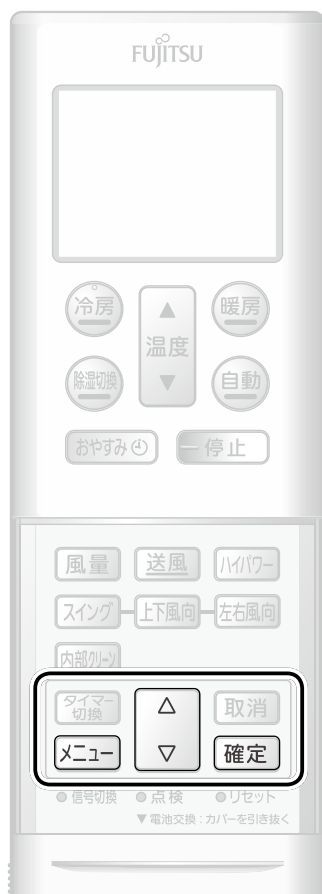 FUJITSU
冷房 ▲ 暖房
温度
除湿切換 ▼ 自動
おやすみ 停止
風量 送風 ハイパワー
スイング 上下風向 左右風向
内部クリーン
タイマー切換 △ 取消
メニュー ▽ 確定
信号切換 点検 リセット
▼電池交換：カバーを引き抜く